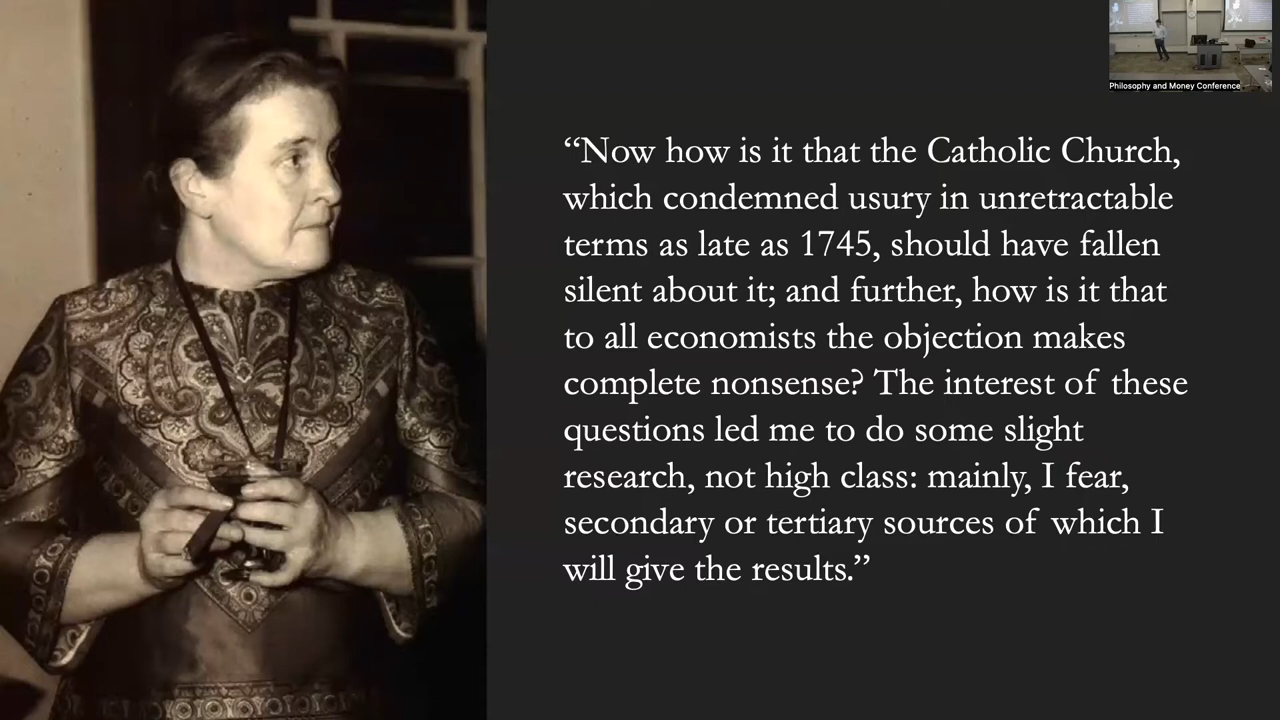 Philosophy and Money Conference
“Now how is it that the Catholic Church,
which condemned usury in unretractable
terms as late as 1745, should have fallen
silent about it; and further, how is it that
to all economists the objection makes
complete nonsense? The interest of these
questions led me to do some slight
research, not high class: mainly, I fear,
secondary or tertiary sources of which I
will give the results.”